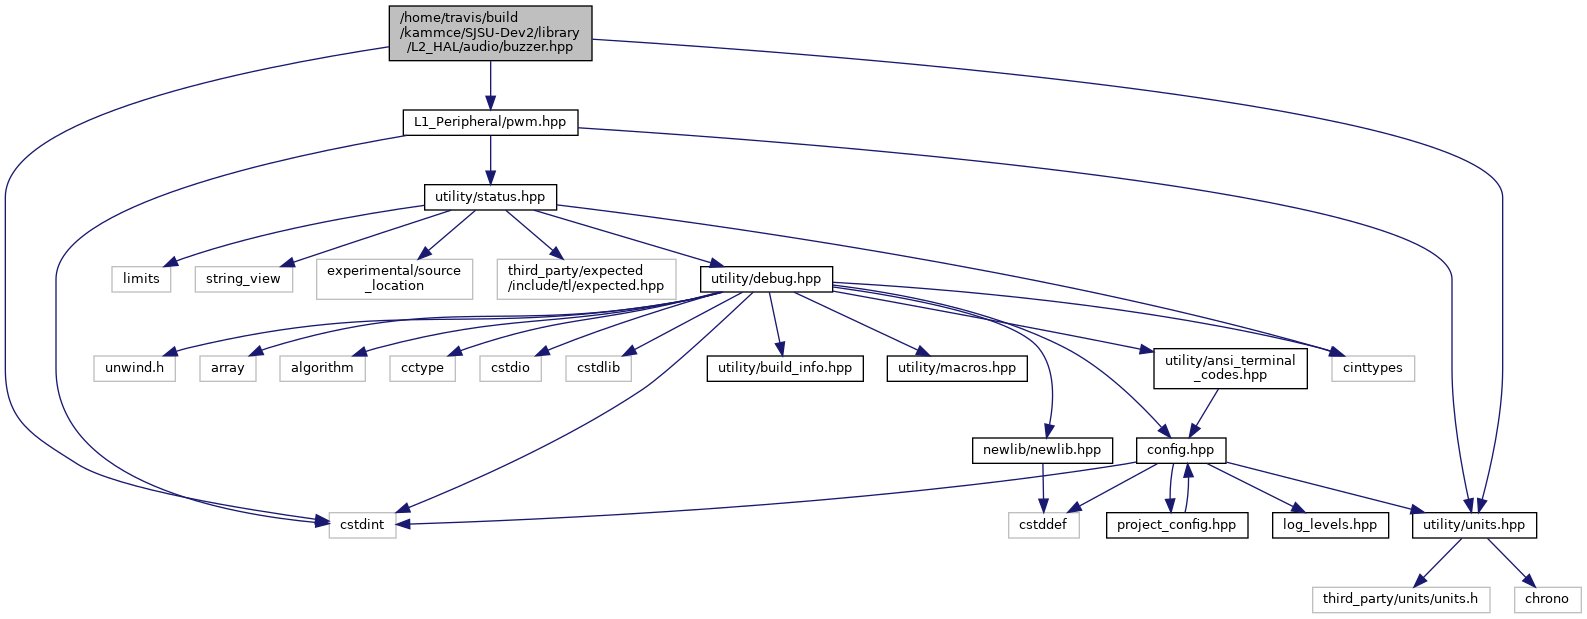 /home/travis/build
/kammce/SJSU-Dev2/library
/L2_HAL/audio/buzzer.hpp
L1_Peripheral/pwm.hpp
utility/status.hpp
limits
string_view
experimental/source
_location
third_party/expected
/include/tl/expected.hpp
utility/debug.hpp
unwind.h
array
algorithm
cctype
cstdio
cstdlib
utility/build_info.hpp
utility/macros.hpp
utility/ansi_terminal
_codes.hpp
cinttypes
newlib/newlib.hpp
config.hpp
cstdint
cstddef
project_config.hpp
log_levels.hpp
utility/units.hpp
third_party/units/units.h
chrono